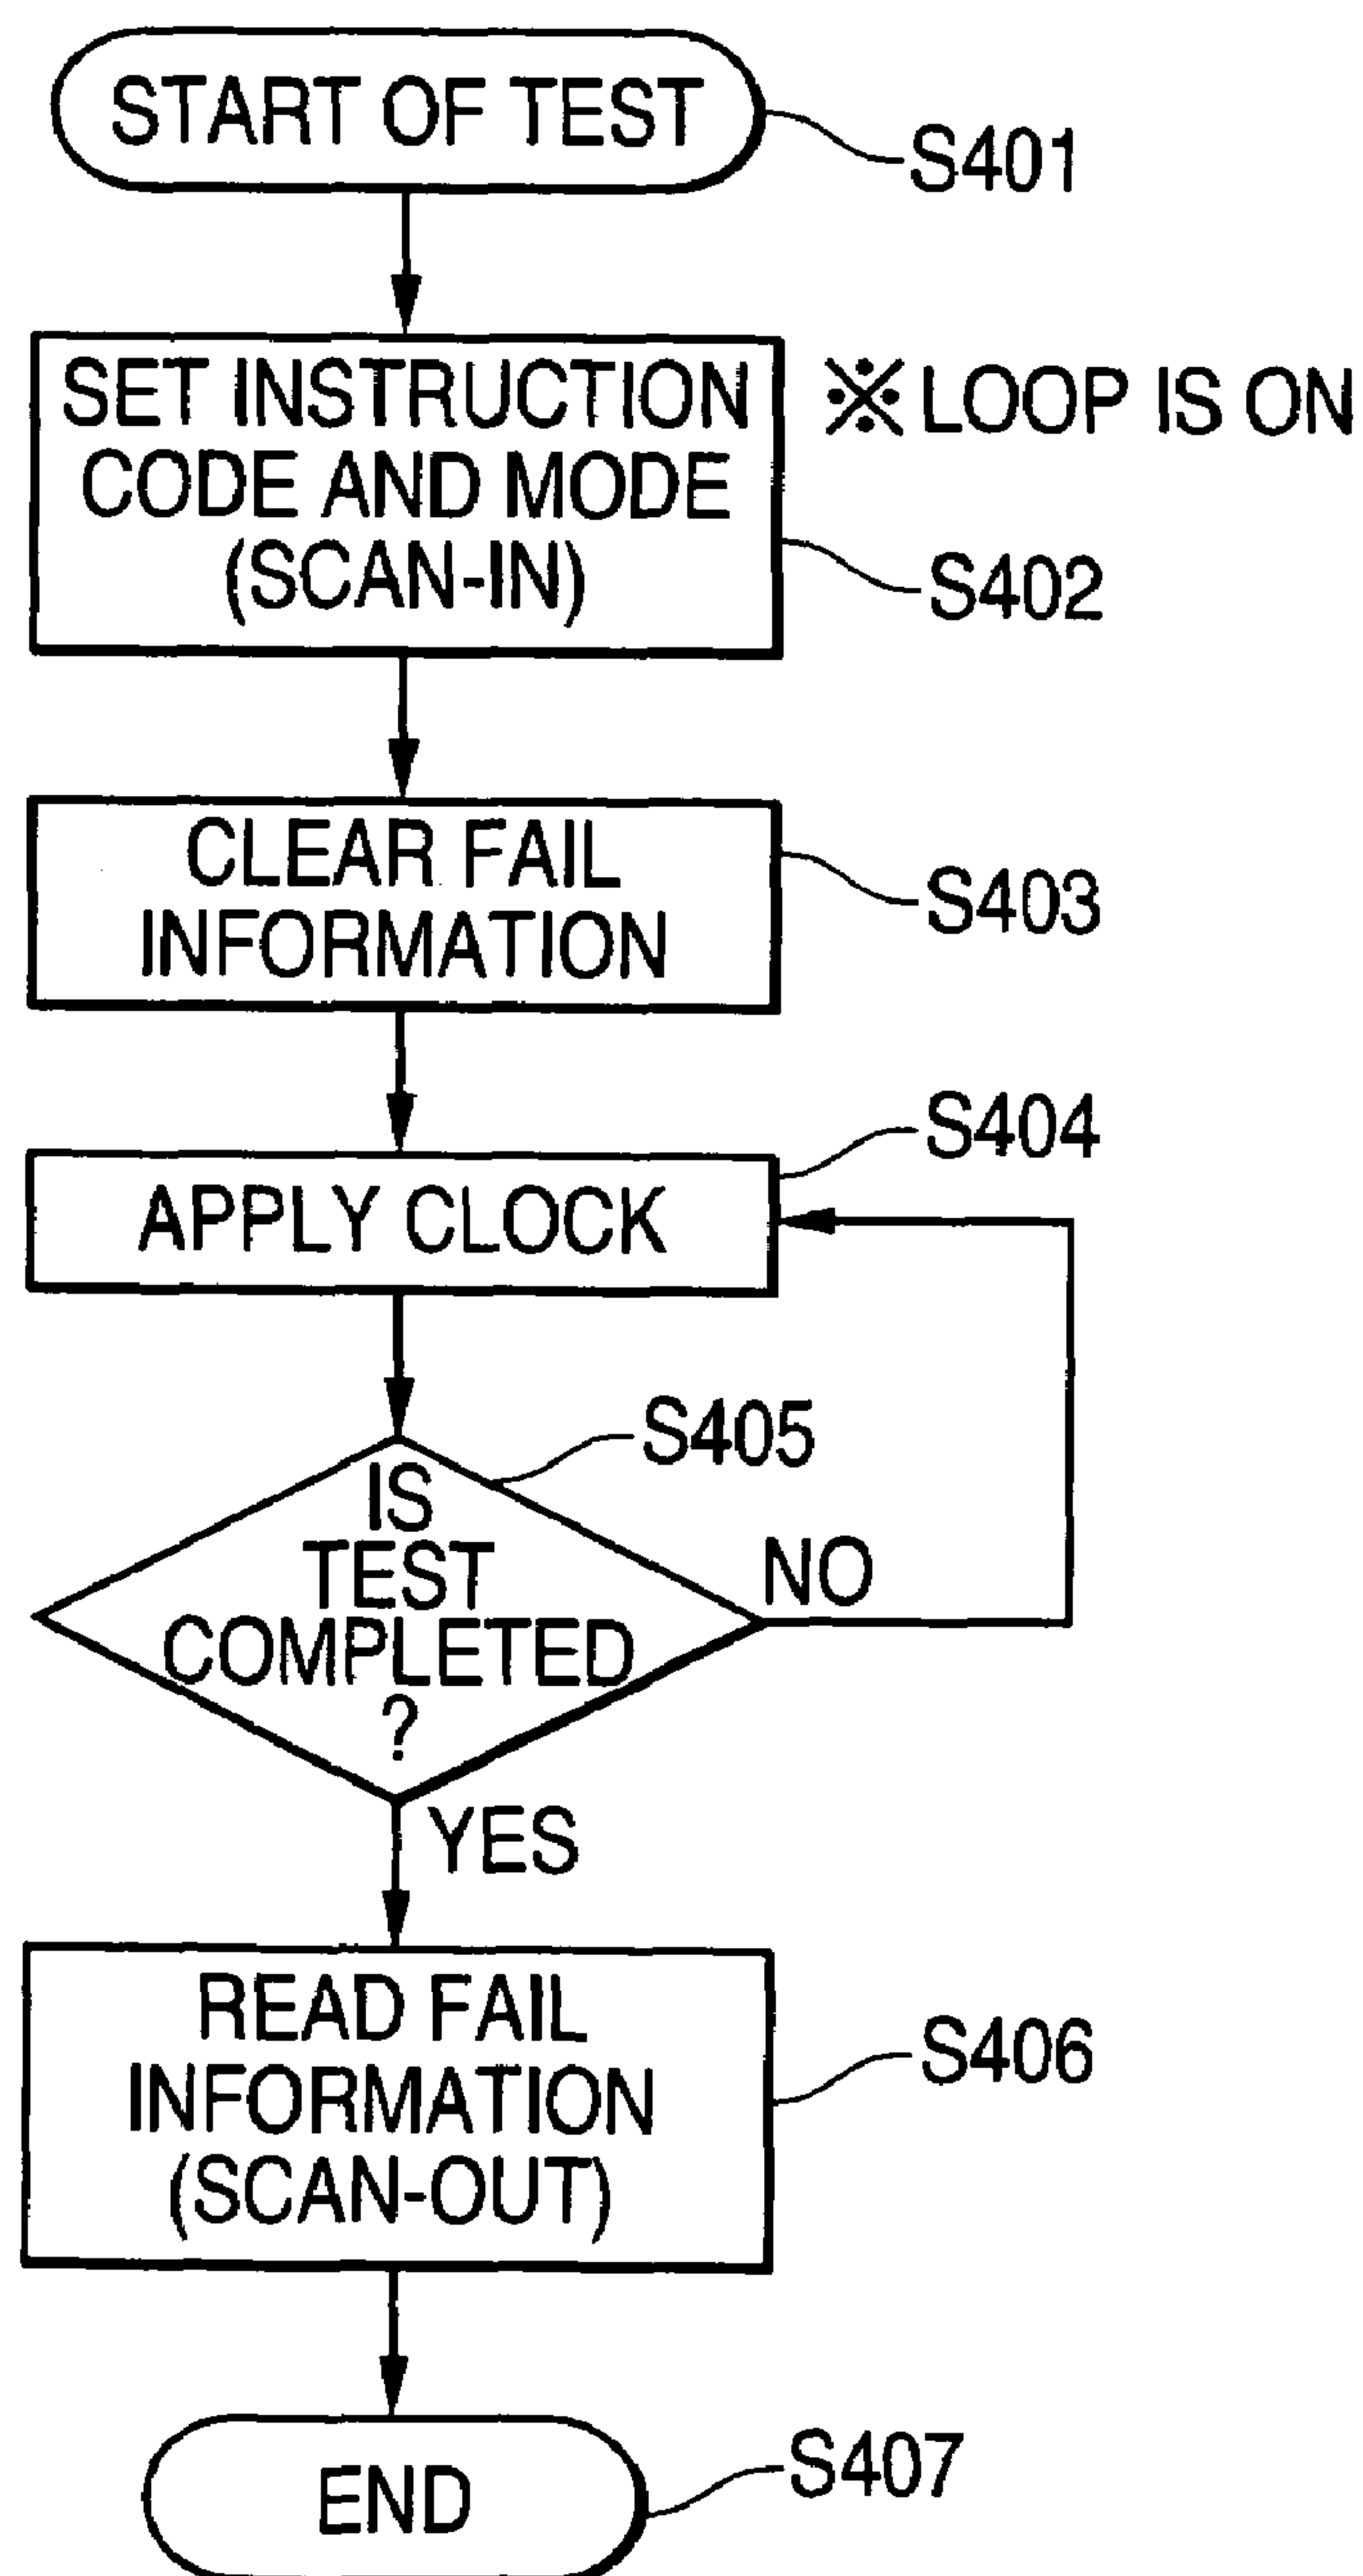 START OF TEST
S401
SET INSTRUCTION
CODE AND MODE
(SCAN-IN)
※ LOOP IS ON
S402
CLEAR FAIL
INFORMATION
S403
S404
APPLY CLOCK
S405
IS
TEST
COMPLETED
?
NO
YES
READ FAIL
INFORMATION
(SCAN-OUT)
S406
END
S407